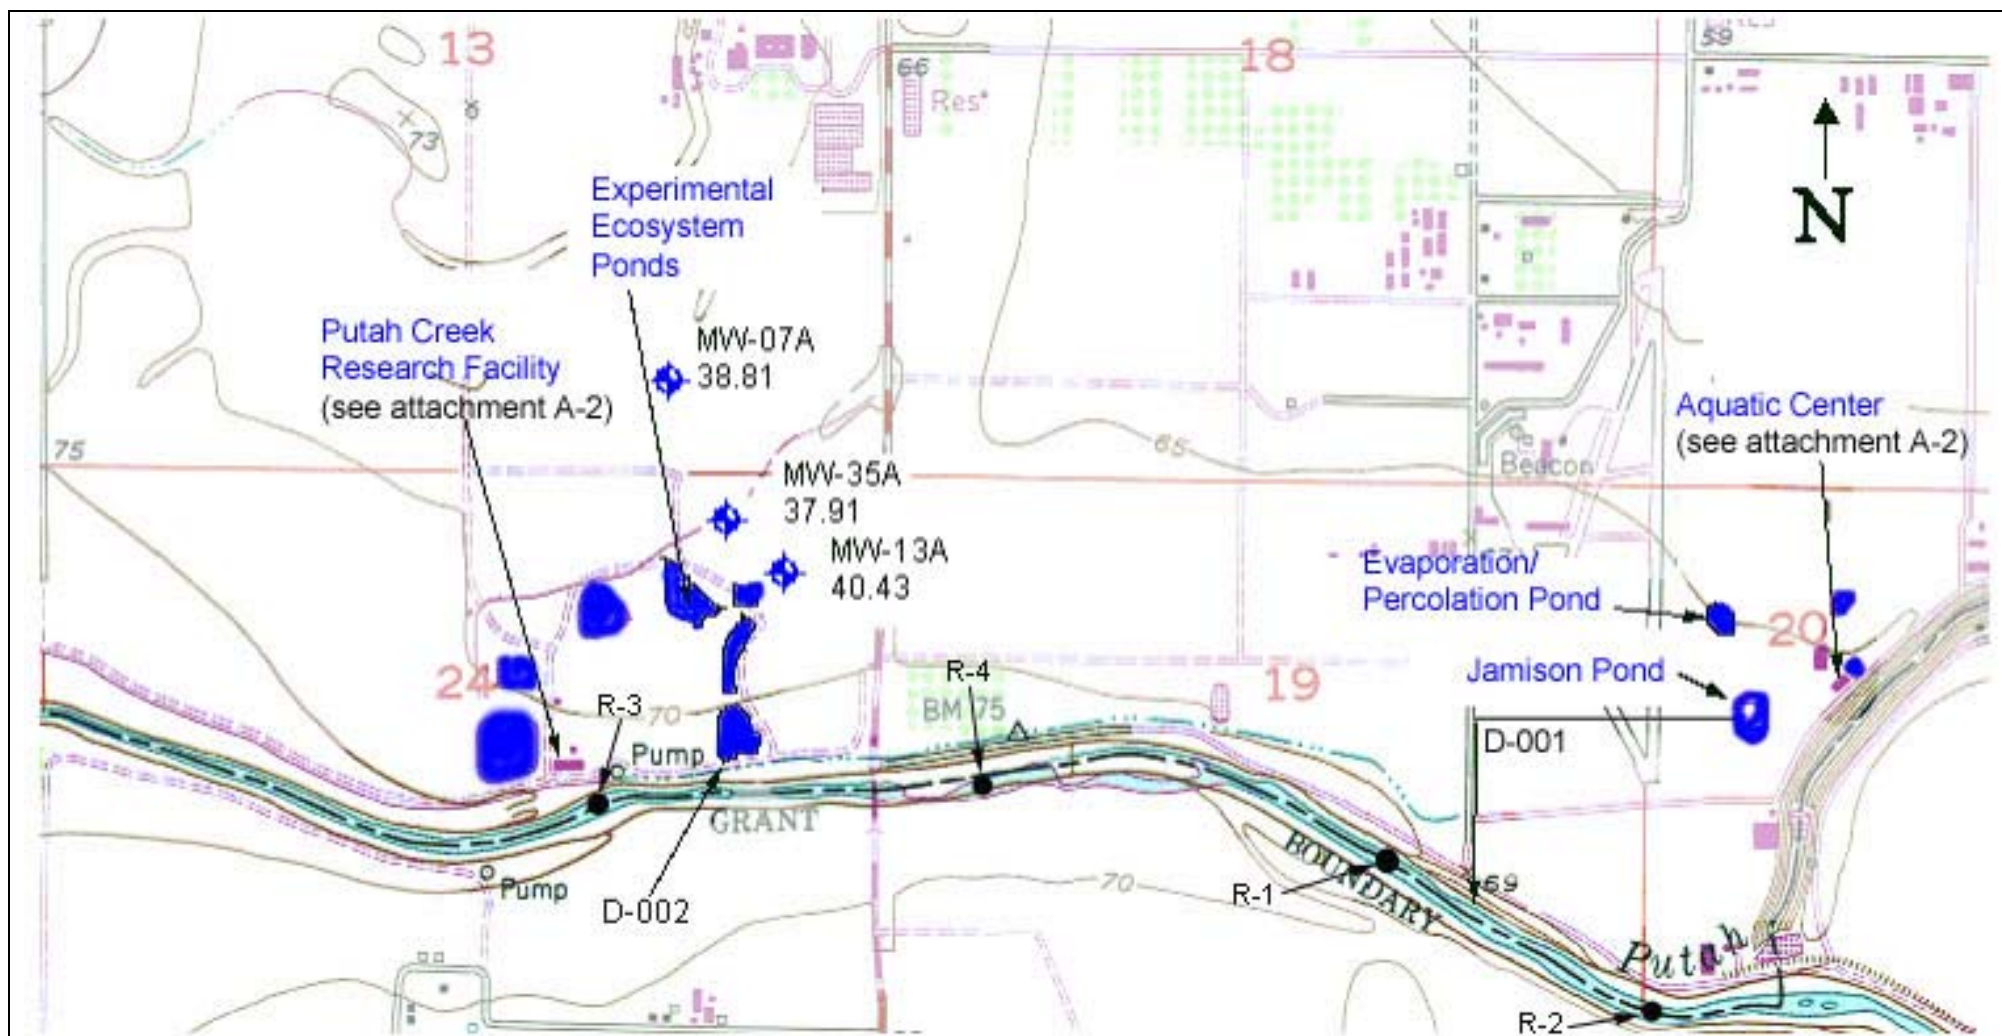 13
18
59
66
Res
73
N
Experimental
Ecosystem
Ponds
MW-07A
38.81
Putah Creek
Research Facility
(see attachment A-2)
Aquatic Center
(see attachment A-2)
75
65
Beacon
MW-35A
37.91
MW-13A
40.43
Evaporation/
Percolation Pond
20
24
R-3
70
R-4
19
Jamison Pond
BM 75
D-001
Pump
GRANT
BOUNDARY
Pump
D-002
70
R-1
69
Putah
R-2